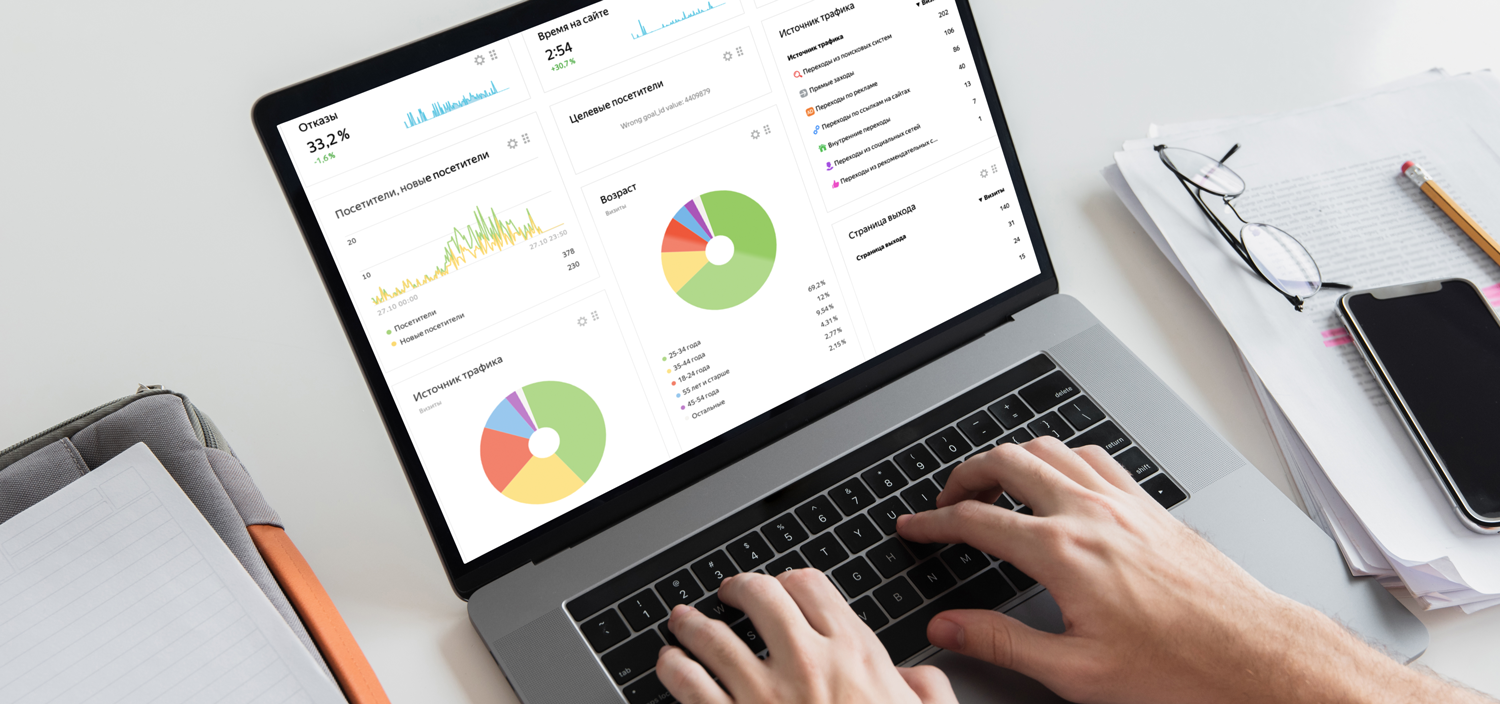 Отказы
33,2 %
-1,6 %
Посетители, новые посетители
20
10
27.10 00:00
27.10 23:50
Посетители
378
Новые посетители
230
Источник трафика
Визиты
Время на сайте
2:54
+30,7 %
Целевые посетители
Wrong goal_id value: 4409879
Возраст
Визиты
25-34 года
69,2 %
35-44 года
12 %
18-24 года
9,54 %
55 лет и старше
4,31 %
45-54 года
2,77 %
Остальные
2,15 %
Источник трафика
Источник трафика
Переходы из поисковых систем
202
Прямые заходы
106
Переходы по рекламе
86
Переходы по ссылкам на сайтах
40
Внутренние переходы
13
Переходы из социальных сетей
7
Переходы из рекомендательных с...
1
Страница выхода
Страница выхода
▼ Визиты
140
31
24
15
~ ! @ # $ % ^ & * ( ) _ + delete
1 2 3 4 5 6 7 8 9 0 - =
tab W T Y U I
return
S G H
shift
V B N M